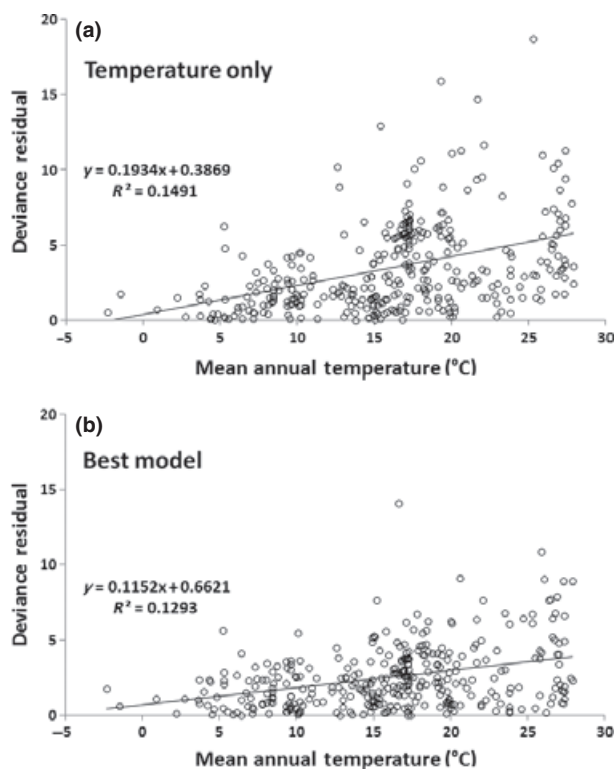 (a)
Temperature only
y = 0.1934x + 0.3869
R² = 0.1491
Deviance residual
20
15
10
5
0
–5 0 5 10 15 20 25 30
Mean annual temperature (°C)
(b)
Best model
y = 0.1152x + 0.6621
R² = 0.1293
Deviance residual
20
15
10
5
0
–5 0 5 10 15 20 25 30
Mean annual temperature (°C)